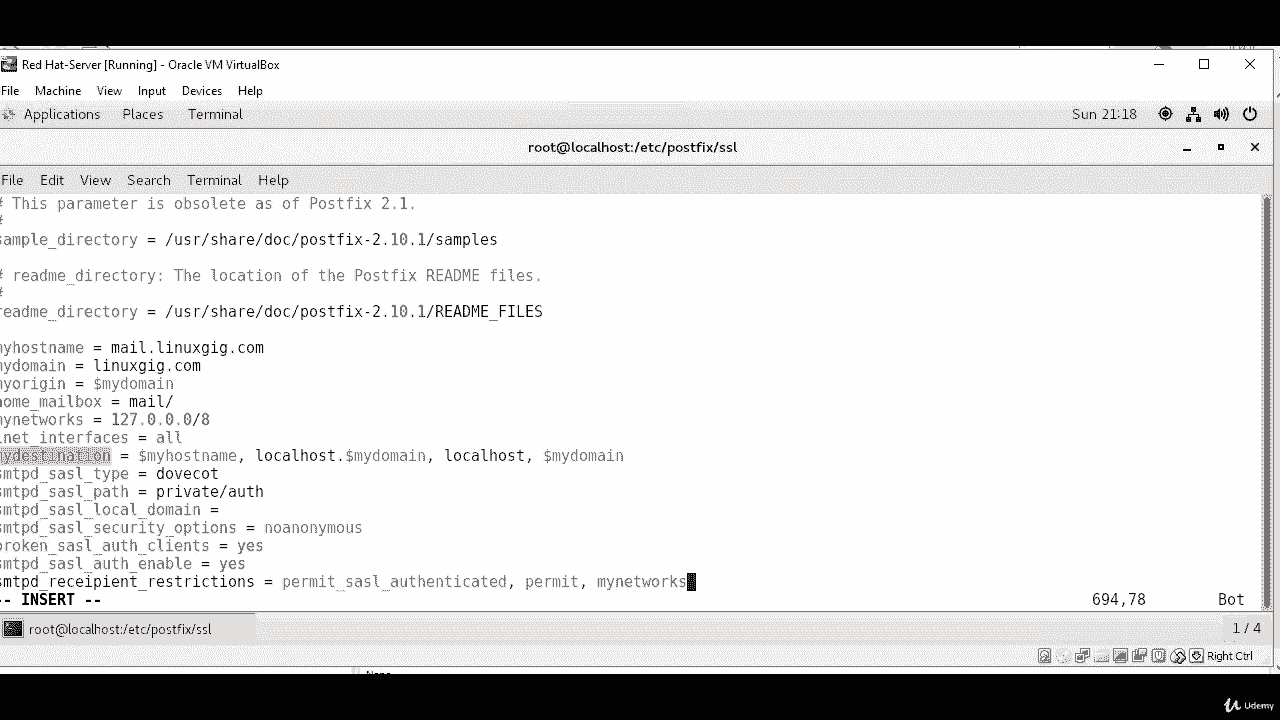 Red Hat-Server [Running] - Oracle VM VirtualBox
File Machine View Input Devices Help
Applications Places Terminal Sun 21:18
root@localhost:/etc/postfix/ssl
File Edit View Search Terminal Help
# This parameter is obsolete as of Postfix 2.1.
#
sample_directory = /usr/share/doc/postfix-2.10.1/samples
# readme_directory: The location of the Postfix README files.
#
readme_directory = /usr/share/doc/postfix-2.10.1/README_FILES
myhostname = mail.linuxgig.com
mydomain = linuxgig.com
myorigin = $mydomain
home_mailbox = mail/
mynetworks = 127.0.0.0/8
inet_interfaces = all
mydestination = $myhostname, localhost.$mydomain, localhost, $mydomain
smtpd_sasl_type = dovecot
smtpd_sasl_path = private/auth
smtpd_sasl_local_domain =
smtpd_sasl_security_options = noanonymous
broken_sasl_auth_clients = yes
smtpd_sasl_auth_enable = yes
smtpd_receipient_restrictions = permit_sasl_authenticated, permit, mynetworks
-- INSERT -- 694,78 Bot
root@localhost:/etc/postfix/ssl 1 / 4
Right Ctrl
Udemy